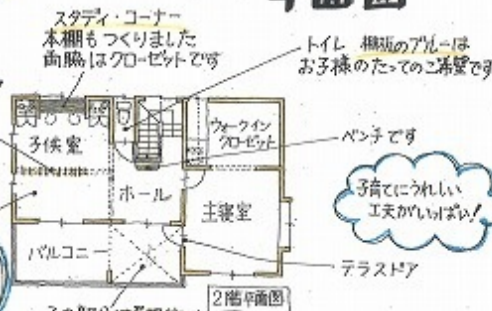 平面図
スタディ・コーナー
本棚もつくりました
両脇はクローゼットです
トイレ 棚板のブルーは
お子様のたってのご希望です
子供室
ウォークイン
クロゼット
ベンチです
ホール
主寝室
子育てにうれしい
工夫がいっぱい!
バルコニー
テラスドア
2階平面図